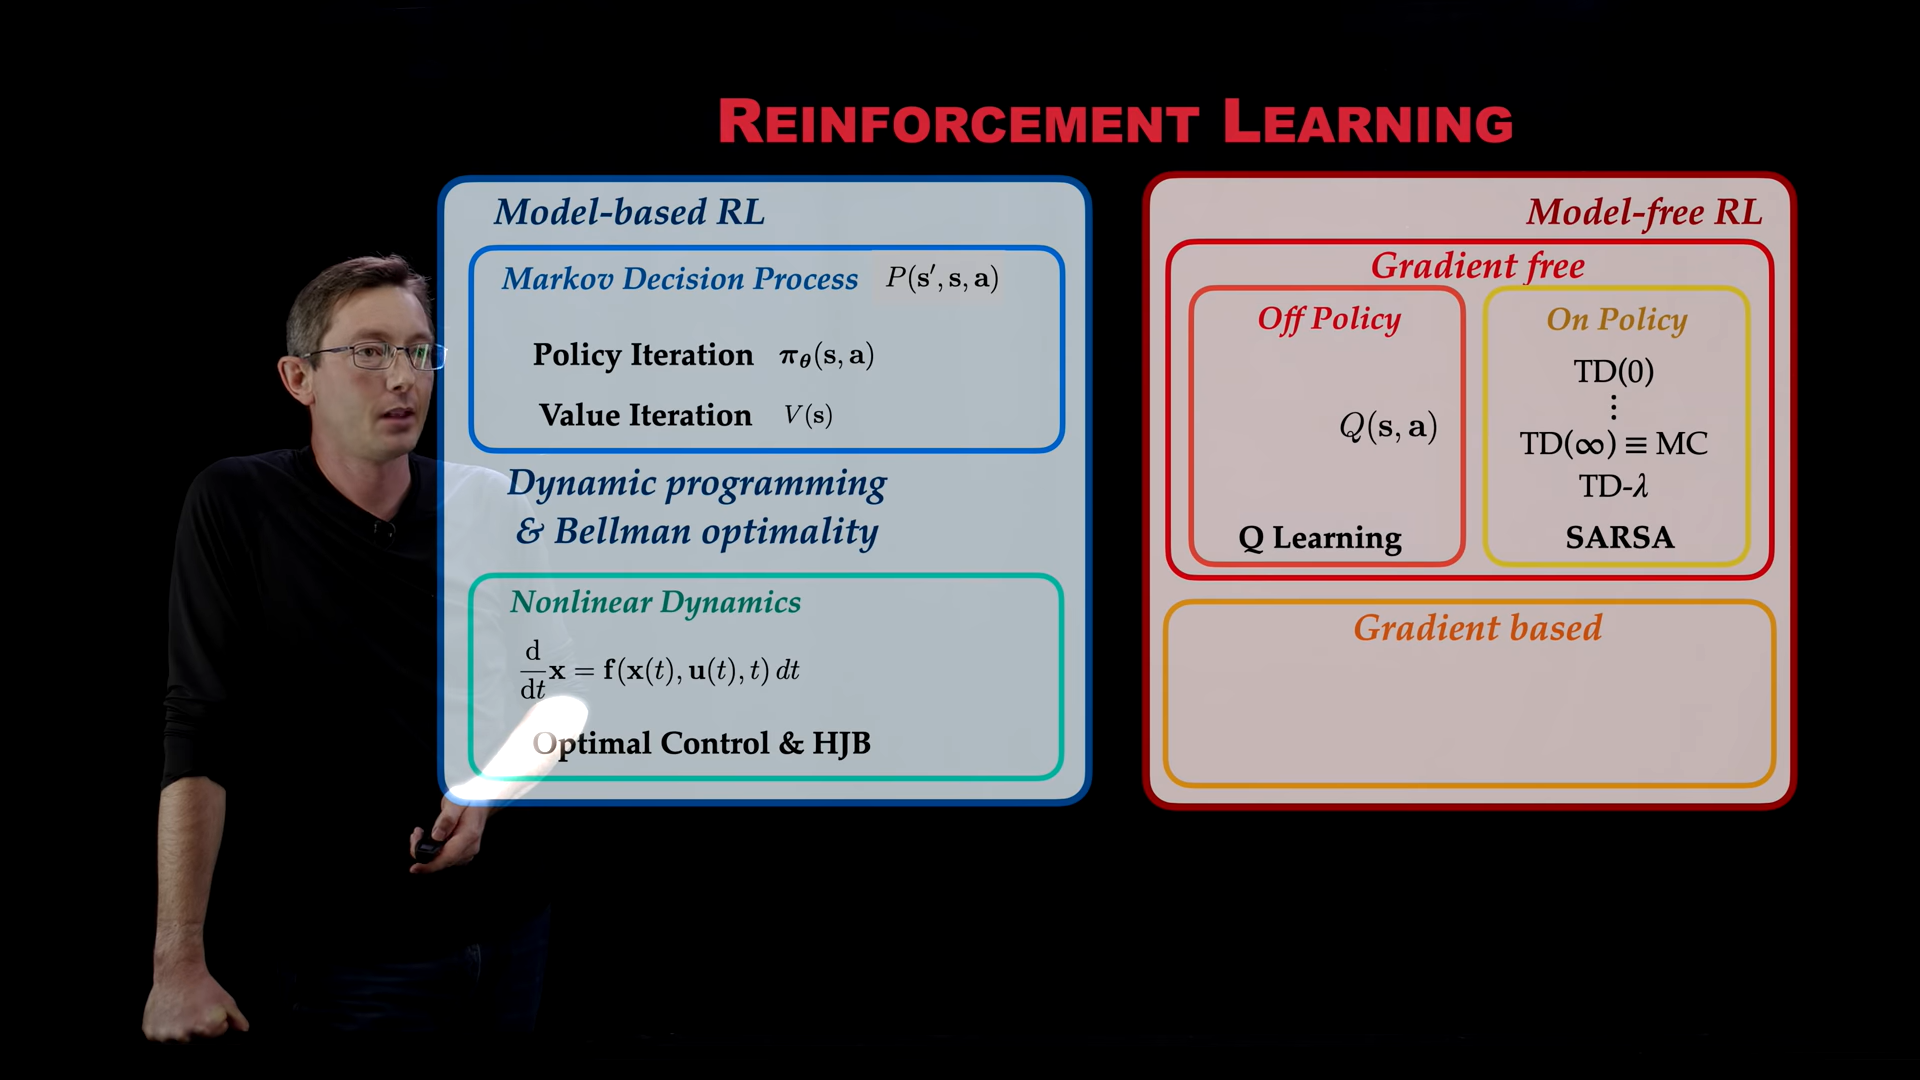 REINFORCEMENT LEARNING
Model-based RL
Markov Decision Process P(s′, s, a)
Policy Iteration π_θ(s, a)
Value Iteration V(s)
Dynamic programming
& Bellman optimality
Nonlinear Dynamics
d/dt x = f(x(t), u(t), t) dt
Optimal Control & HJB
Model-free RL
Gradient free
Off Policy
Q(s, a)
Q Learning
On Policy
TD(0)
⋮
TD(∞) ≡ MC
TD-λ
SARSA
Gradient based